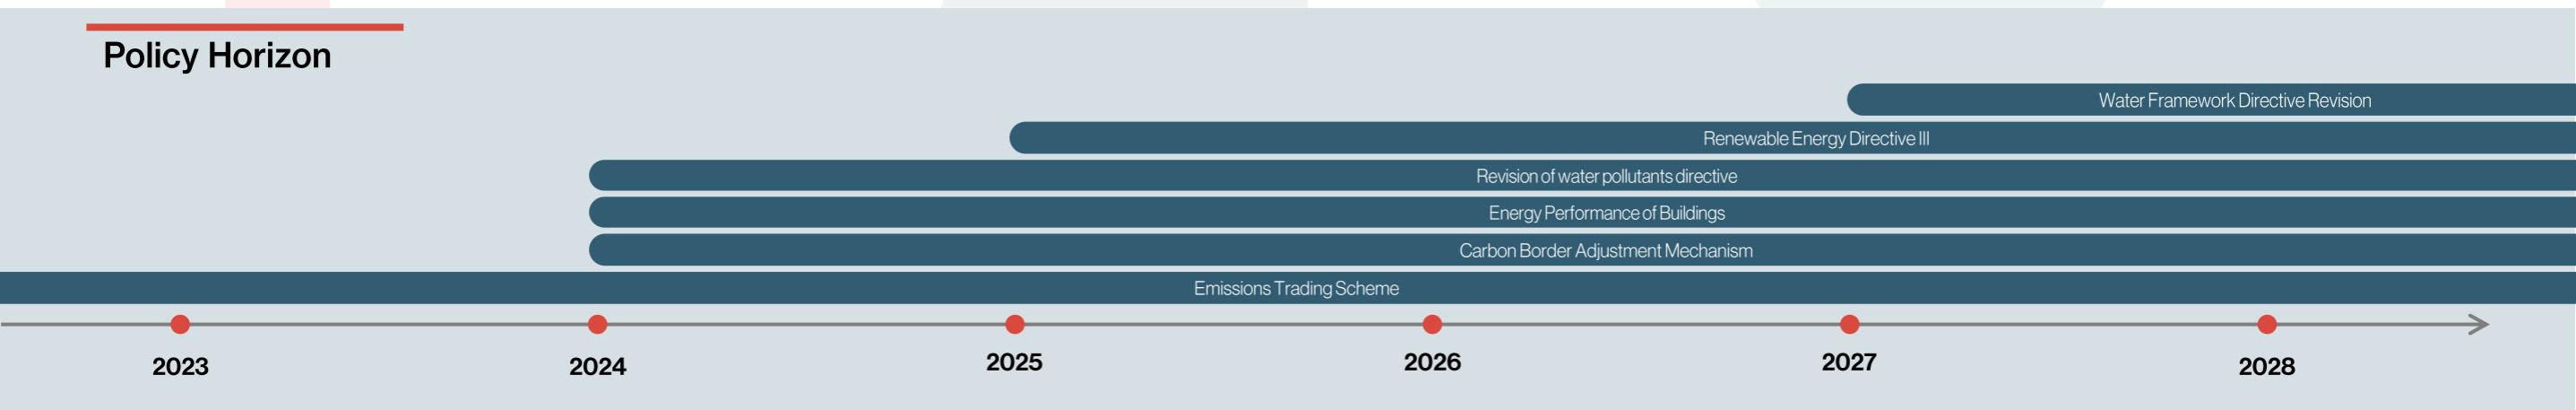 Policy Horizon
Water Framework Directive Revision
Renewable Energy Directive III
Revision of water pollutants directive
Energy Performance of Buildings
Carbon Border Adjustment Mechanism
Emissions Trading Scheme
2023 2024 2025 2026 2027 2028